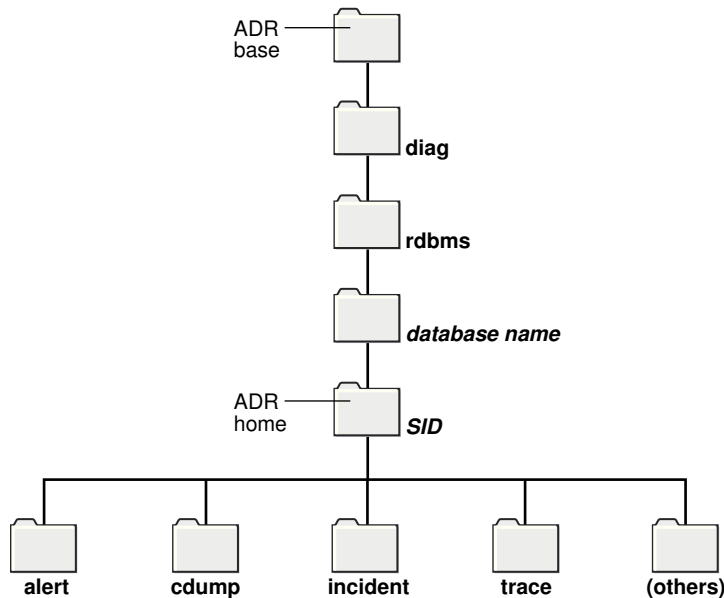 ADR
base
diag
rdbms
database name
ADR
home
SID
alert
cdump
incident
trace
(others)